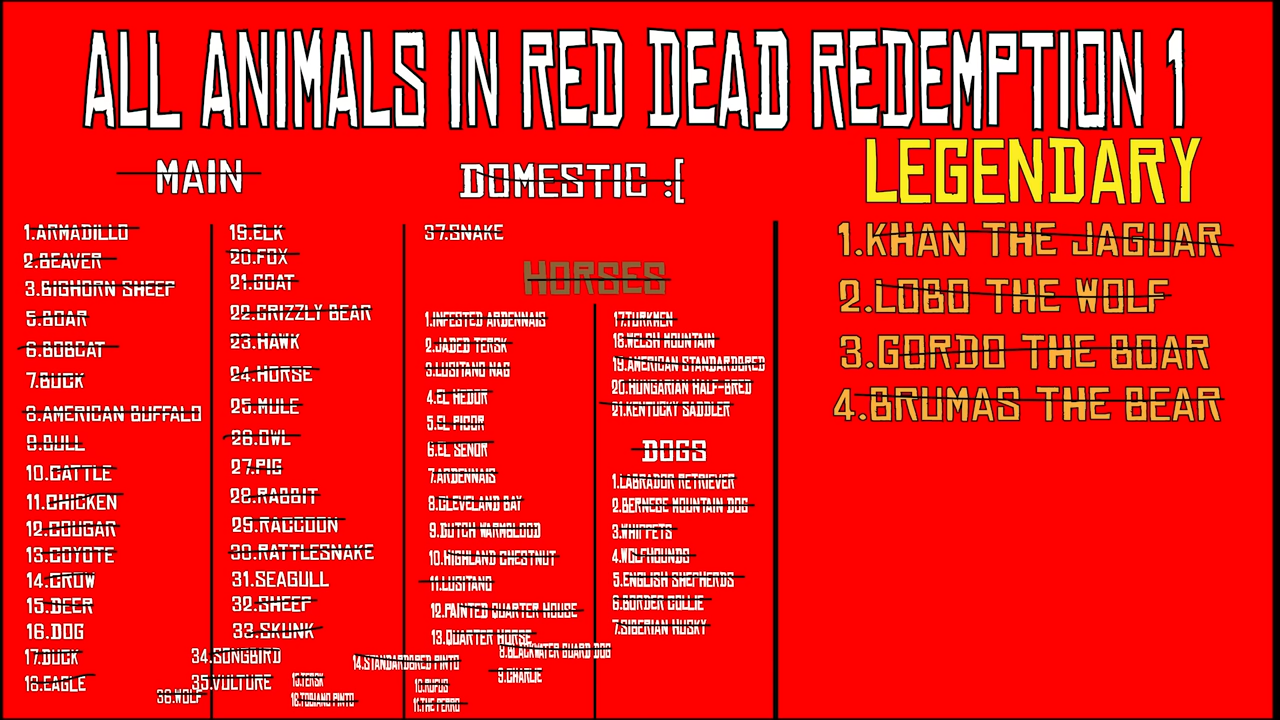 ALL ANIMALS IN RED DEAD REDEMPTION 1
MAIN
1.ARMADILLO
2.BEAVER
3.BIGHORN SHEEP
5.BOAR
6.BOBCAT
7.BUCK
8.AMERICAN BUFFALO
9.BULL
10.CATTLE
11.CHICKEN
12.COUGAR
13.COYOTE
14.CROW
15.DEER
16.DOG
17.DUCK
18.EAGLE
19.ELK
20.FOX
21.GOAT
22.GRIZZLY BEAR
23.HAWK
24.HORSE
25.MULE
26.OWL
27.PIG
28.RABBIT
29.RACCOON
30.RATTLESNAKE
31.SEAGULL
32.SHEEP
33.SKUNK
34.SONGBIRD
35.VULTURE
36.WOLF
DOMESTIC :[
37.SNAKE
HORSES
1.INFESTED ARDENNAIS
2.JADED TERSK
3.LUSITANO NAG
4.EL HEDOR
5.EL PICOR
6.EL SENOR
7.ARDENNAIS
8.CLEVELAND BAY
9.DUTCH WARMBLOOD
10.HIGHLAND CHESTNUT
11.LUSITANO
12.PAINTED QUARTER HOUSE
13.QUARTER HORSE
14.STANDARDBRED PINTO
15.TERSK
16.TOBIANO PINTO
17.TURKMEN
18.WELSH MOUNTAIN
19.AMERICAN STANDARDBRED
20.HUNGARIAN HALF-BRED
21.KENTUCKY SADDLER
DOGS
1.LABRADOR RETRIEVER
2.BERNESE MOUNTAIN DOG
3.WHIPPETS
4.WOLFHOUNDS
5.ENGLISH SHEPHERDS
6.BORDER COLLIE
7.SIBERIAN HUSKY
8.BLACKWATER GUARD DOG
9.CHARLIE
10.RUFUS
11.THE PERRO
LEGENDARY
1.KHAN THE JAGUAR
2.LOBO THE WOLF
3.GORDO THE BOAR
4.BRUMAS THE BEAR